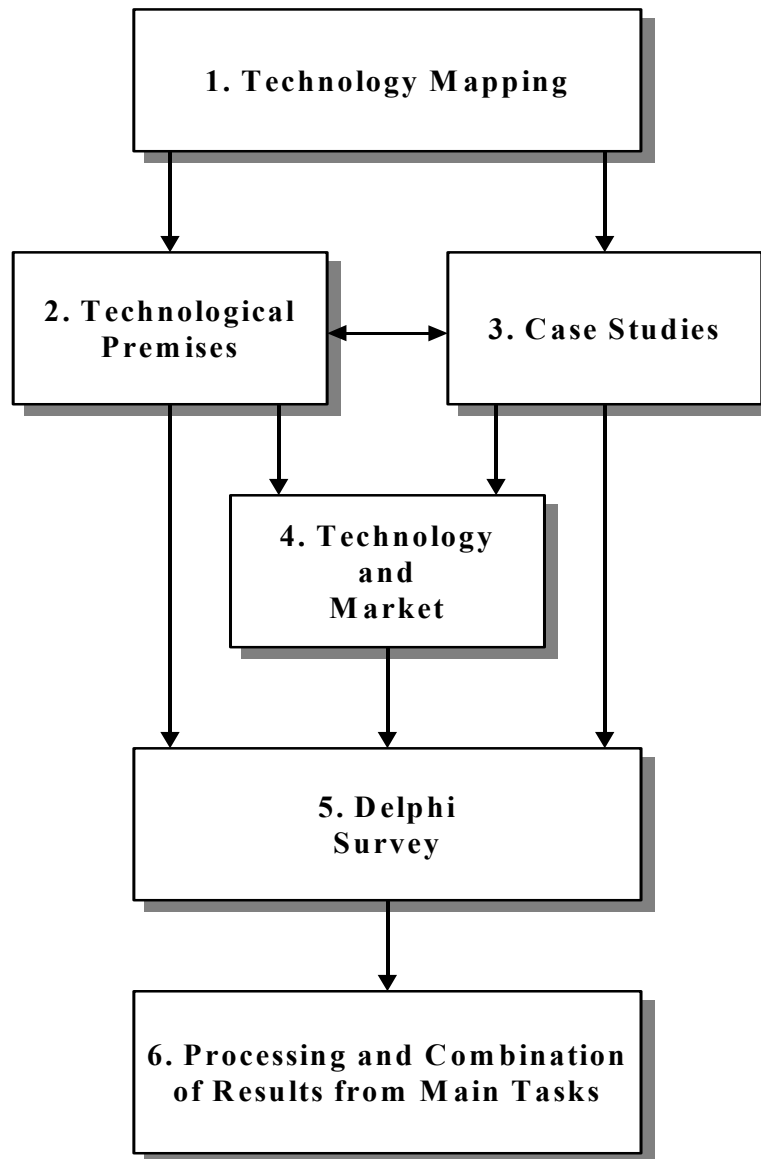 1. Technology Mapping
2. Technological
Premises
3. Case Studies
4. Technology
and
Market
5. Delphi
Survey
6. Processing and Combination
of Results from Main Tasks